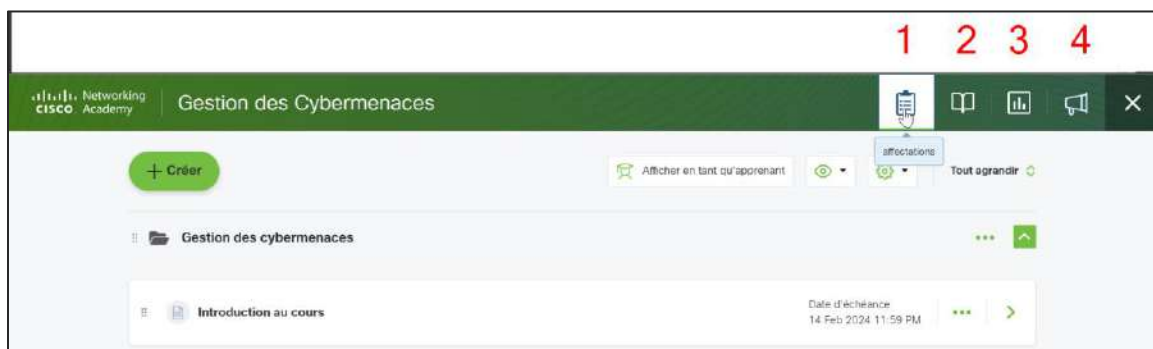 1 2 3 4
Networking
CISCO Academy
Gestion des Cybermenaces
affectations
+ Créer
Afficher en tant qu'apprenant
Tout agrandir
Gestion des cybermenaces
Introduction au cours
Date d'échéance
14 Feb 2024 11:59 PM